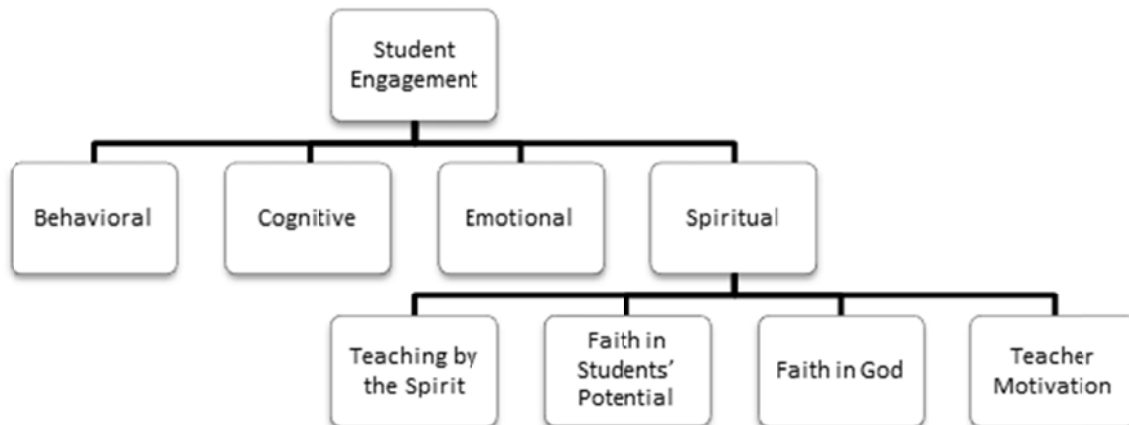 Student
Engagement
Behavioral
Cognitive
Emotional
Spiritual
Teaching by
the Spirit
Faith in
Students’
Potential
Faith in God
Teacher
Motivation